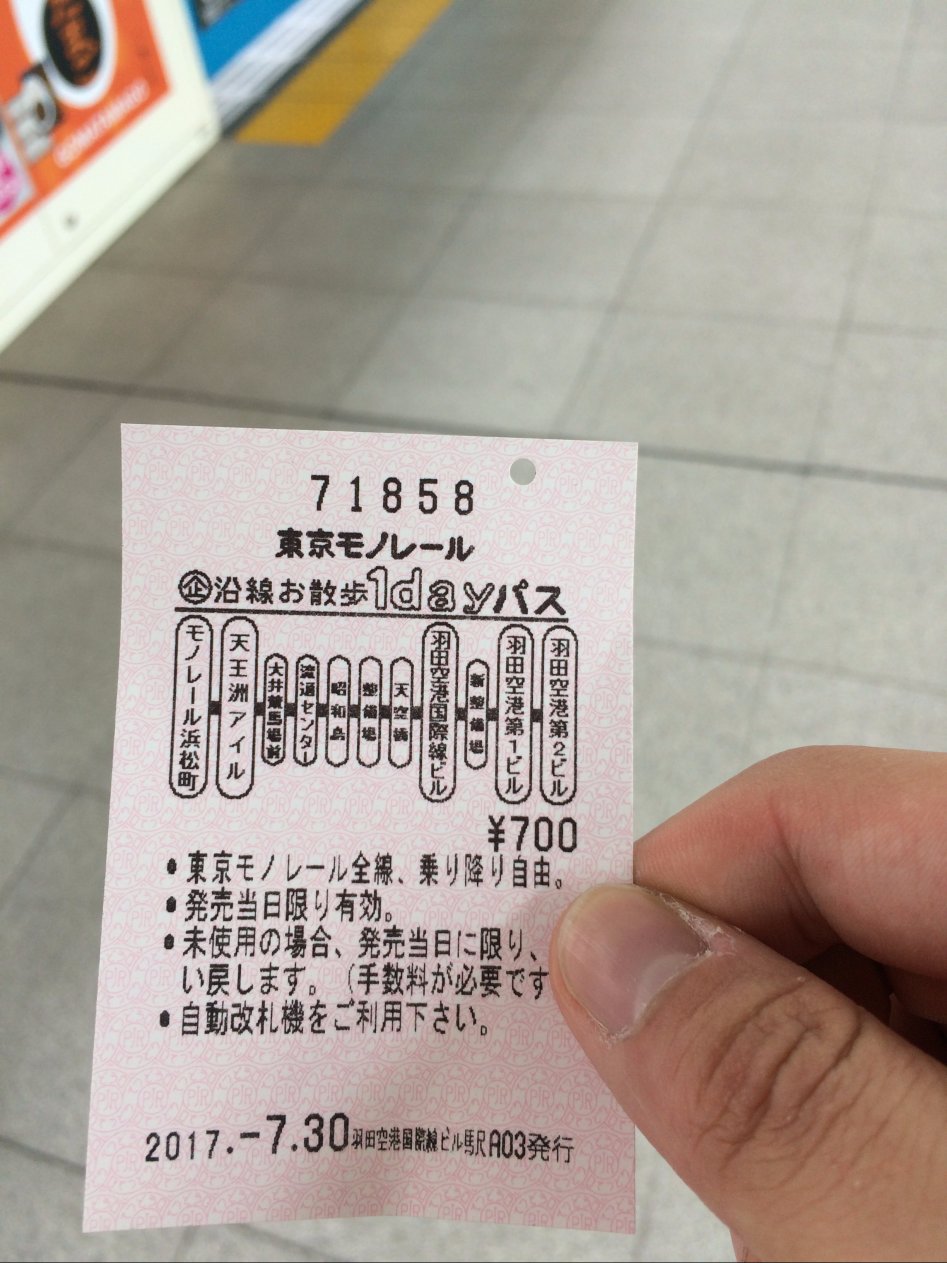 71858
東京モノレール
企沿線お散歩1dayパス
モノレール浜松町
天王洲アイル
大井競馬場前
流通センター
昭和島
整備場
天空橋
羽田空港国際線ビル
新整備場
羽田空港第1ビル
羽田空港第2ビル
¥700
•東京モノレール全線、乗り降り自由。
•発売当日限り有効。
•未使用の場合、発売当日に限り、
い戻します。(手数料が必要です
•自動改札機をご利用下さい。
2017.-7.30羽田空港国際線ビル駅A03発行